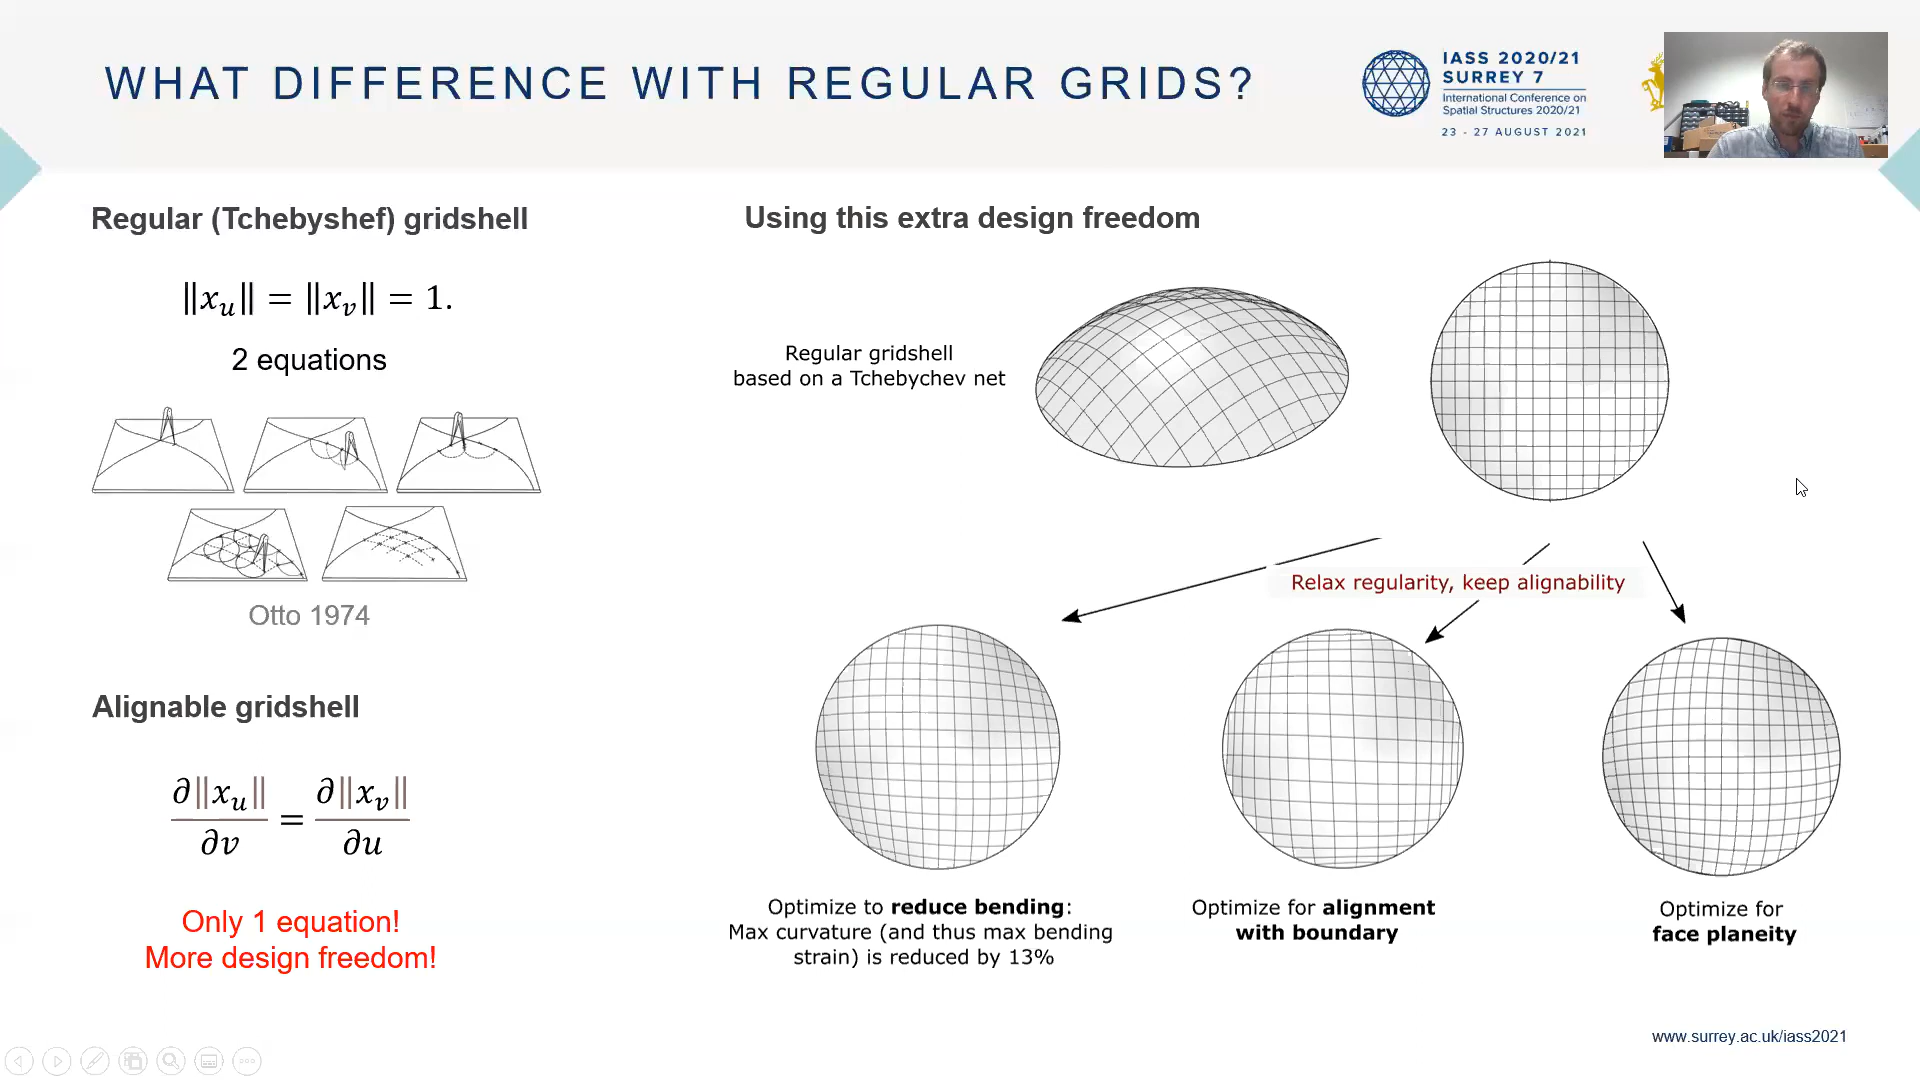 WHAT DIFFERENCE WITH REGULAR GRIDS?
IASS 2020/21
SURREY 7
International Conference on
Spatial Structures 2020/21
23 - 27 AUGUST 2021
Regular (Tchebyshef) gridshell
‖x_u‖ = ‖x_v‖ = 1.
2 equations
Otto 1974
Alignable gridshell
∂‖x_u‖/∂v = ∂‖x_v‖/∂u
Only 1 equation!
More design freedom!
Using this extra design freedom
Regular gridshell
based on a Tchebychev net
Relax regularity, keep alignability
Optimize to reduce bending:
Max curvature (and thus max bending
strain) is reduced by 13%
Optimize for alignment
with boundary
Optimize for
face planeity
www.surrey.ac.uk/iass2021